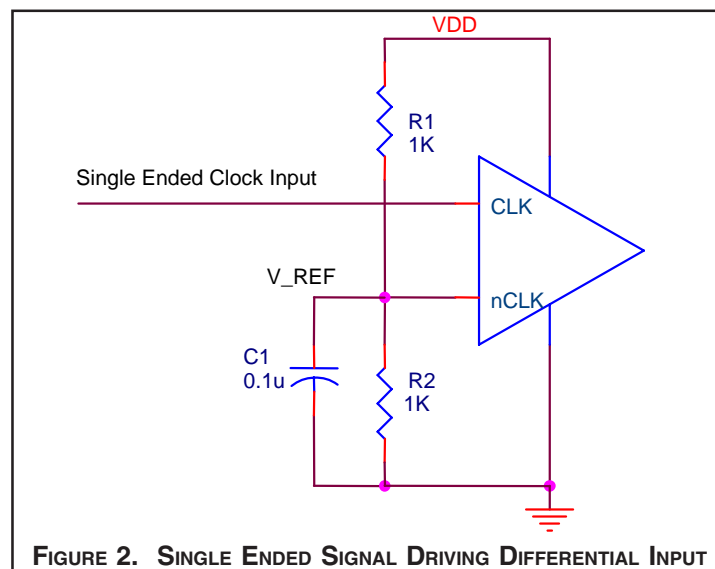 VDD
R1
1K
Single Ended Clock Input
CLK
V_REF
nCLK
C1
0.1u
R2
1K
FIGURE 2. SINGLE ENDED SIGNAL DRIVING DIFFERENTIAL INPUT